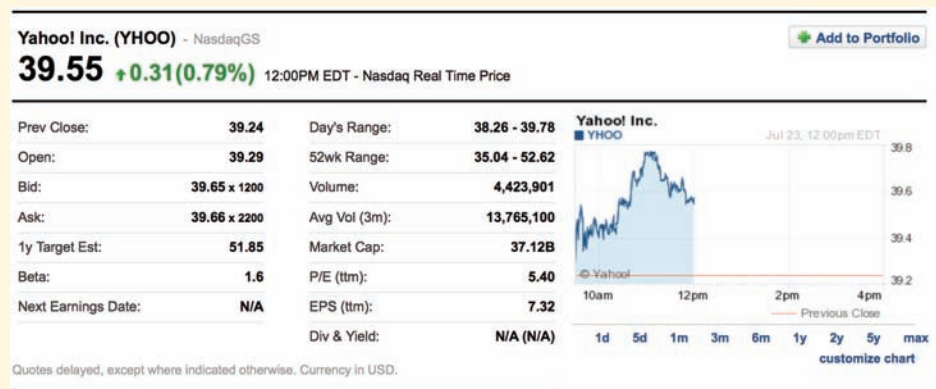 Yahoo! Inc. (YHOO) - NasdaqGS
Add to Portfolio
39.55 0.31(0.79%) 12:00PM EDT - Nasdaq Real Time Price
Prev Close: 39.24
Open: 39.29
Bid: 39.65 x 1200
Ask: 39.66 x 2200
1y Target Est: 51.85
Beta: 1.6
Next Earnings Date: N/A
Day's Range: 38.26 - 39.78
52wk Range: 35.04 - 52.62
Volume: 4,423,901
Avg Vol (3m): 13,765,100
Market Cap: 37.12B
P/E (ttm): 5.40
EPS (ttm): 7.32
Div & Yield: N/A (N/A)
Yahoo! Inc.
YHOO Jul 23, 12:00pm EDT
39.8
39.6
39.4
39.2
© Yahoo!
10am 12pm 2pm 4pm
Previous Close
1d 5d 1m 3m 6m 1y 2y 5y max
customize chart
Quotes delayed, except where indicated otherwise. Currency in USD.